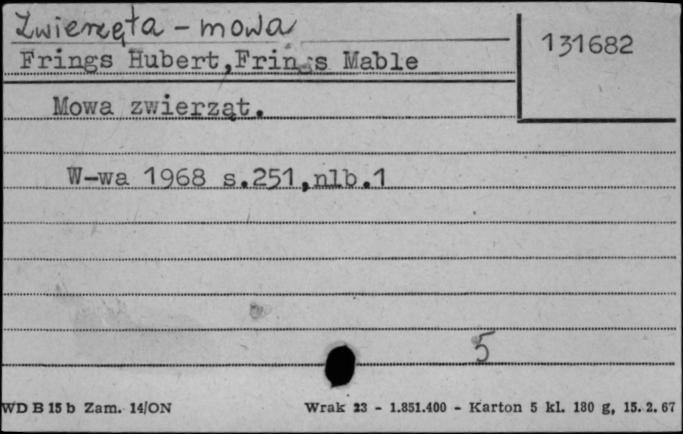 Zwierzęta - mowa
131682
Frings Hubert, Frings Mable
Mowa zwierząt.
W-wa 1968 s.251,nlb.1
5
WD B 15 b Zam. 14/ON Wrak 23 - 1.851.400 - Karton 5 kl. 180 g, 15. 2. 67